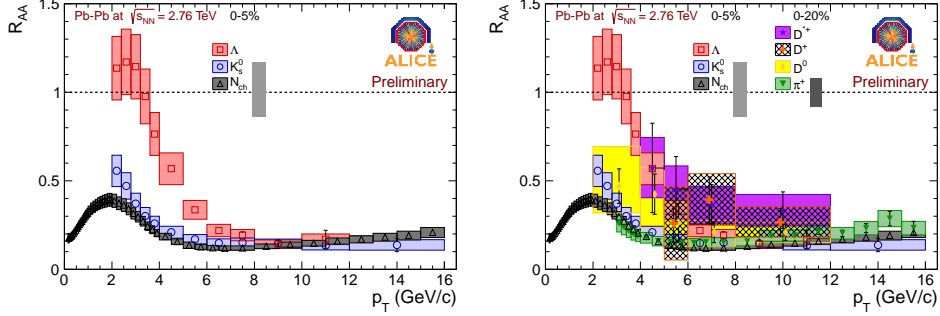 Pb-Pb at √s_NN = 2.76 TeV 0-5%
R_AA
Λ
K^0_s
N_ch
ALICE
Preliminary
1.5
1
0.5
0
0 2 4 6 8 10 12 14 16
p_T (GeV/c)
Pb-Pb at √s_NN = 2.76 TeV 0-5% 0-20%
R_AA
Λ
K^0_s
N_ch
D*+
D+
D^0
π+
ALICE
Preliminary
1.5
1
0.5
0
0 2 4 6 8 10 12 14 16
p_T (GeV/c)